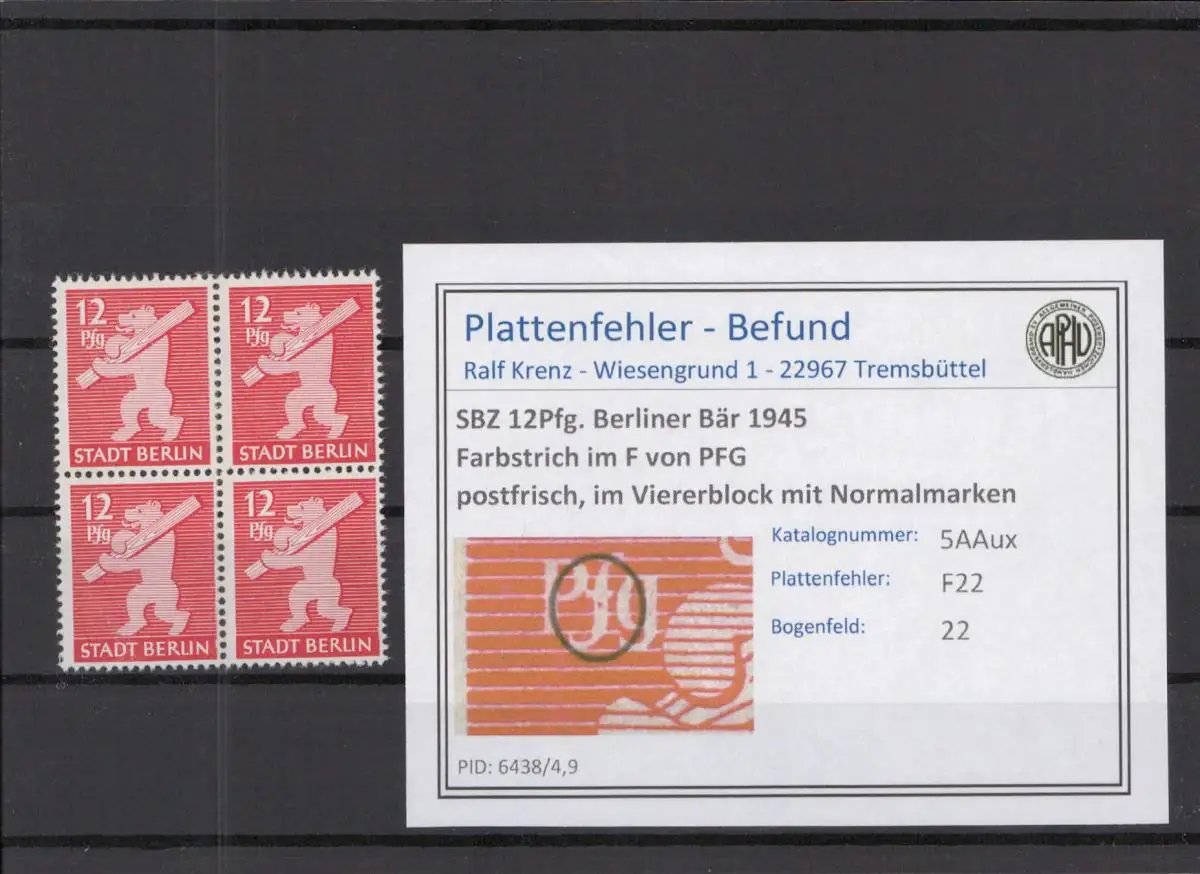 12
Pfg
STADT BERLIN
12
Pfg
STADT BERLIN
12
Pfg
STADT BERLIN
12
Pfg
STADT BERLIN
Plattenfehler - Befund
Ralf Krenz - Wiesengrund 1 - 22967 Tremsbüttel
APHV
SBZ 12Pfg. Berliner Bär 1945
Farbstrich im F von PFG
postfrisch, im Viererblock mit Normalmarken
Pfg
Katalognummer: 5AAux
Plattenfehler: F22
Bogenfeld: 22
PID: 6438/4,9